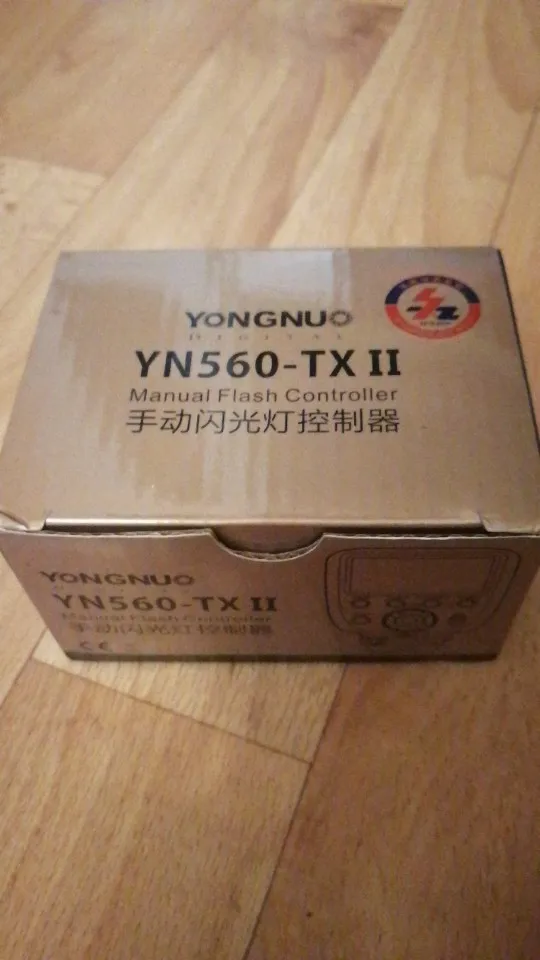 YONGNUO
DIGITAL
YN560-TX II
Manual Flash Controller
手动闪光灯控制器
YONGNUO
YN560-TX II
Manual Flash Controller
手动闪光灯控制器
CE